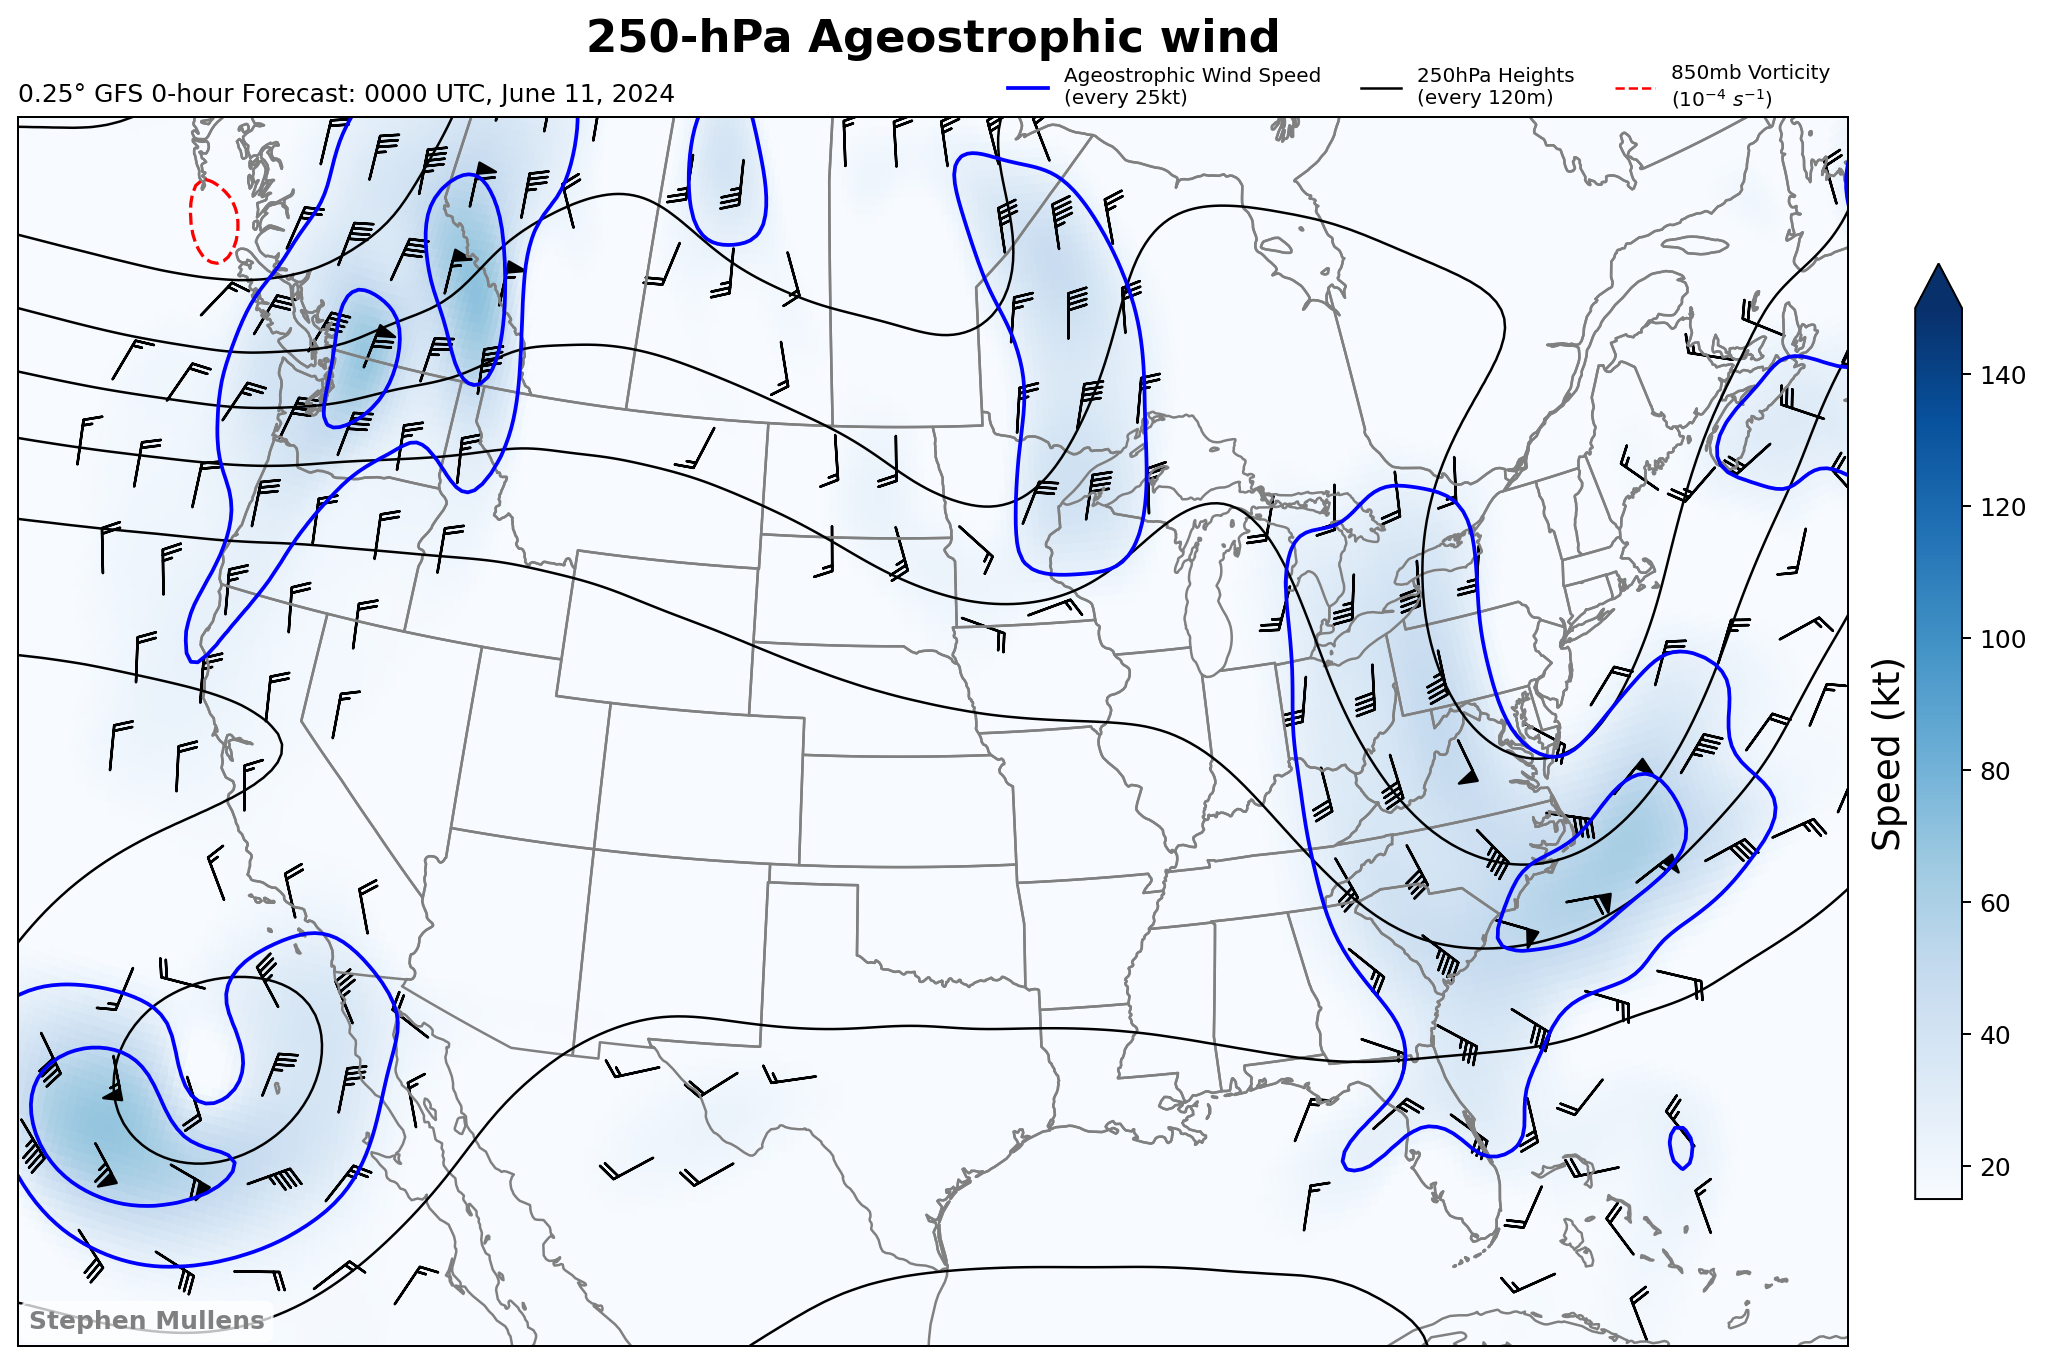 250-hPa Ageostrophic wind
0.25° GFS 0-hour Forecast: 0000 UTC, June 11, 2024
Ageostrophic Wind Speed
(every 25kt)
250hPa Heights
(every 120m)
850mb Vorticity
(10⁻⁴ s⁻¹)
140
120
100
80
60
40
20
Speed (kt)
Stephen Mullens